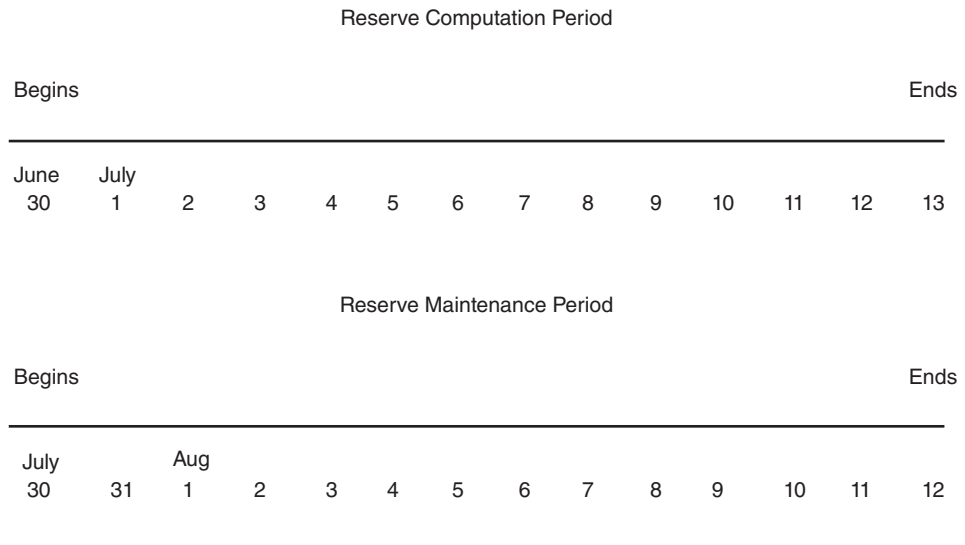 Reserve Computation Period
Begins Ends
June July
30 1 2 3 4 5 6 7 8 9 10 11 12 13
Reserve Maintenance Period
Begins Ends
July Aug
30 31 1 2 3 4 5 6 7 8 9 10 11 12